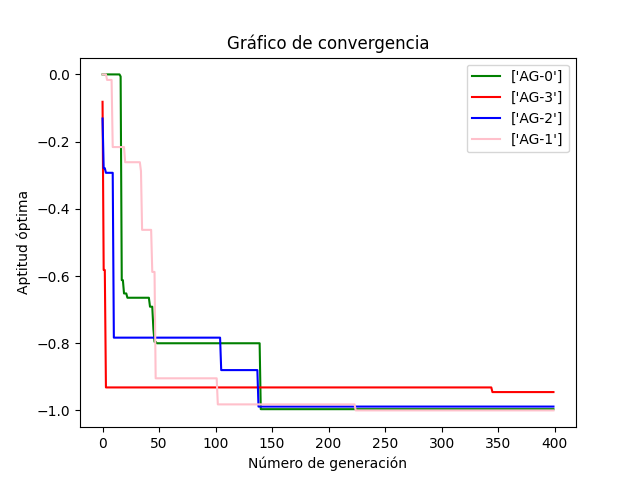 Gráfico de convergencia
['AG-0']
['AG-3']
['AG-2']
['AG-1']
Aptitud óptima
0.0
−0.2
−0.4
−0.6
−0.8
−1.0
0 50 100 150 200 250 300 350 400
Número de generación